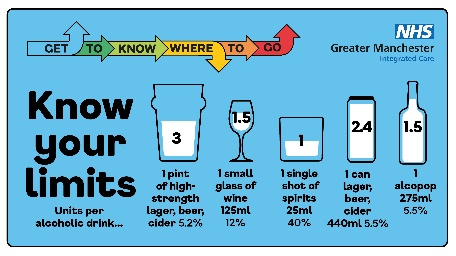 GET TO KNOW WHERE TO GO
NHS
Greater Manchester
Integrated Care
Know
your
limits
Units per
alcoholic drink...
3
1 pint
of high-
strength
lager, beer,
cider 5.2%
1.5
1 small
glass of
wine
125ml
12%
1
1 single
shot of
spirits
25ml
40%
2.4
1 can
lager,
beer,
cider
440ml 5.5%
1.5
1
alcopop
275ml
5.5%